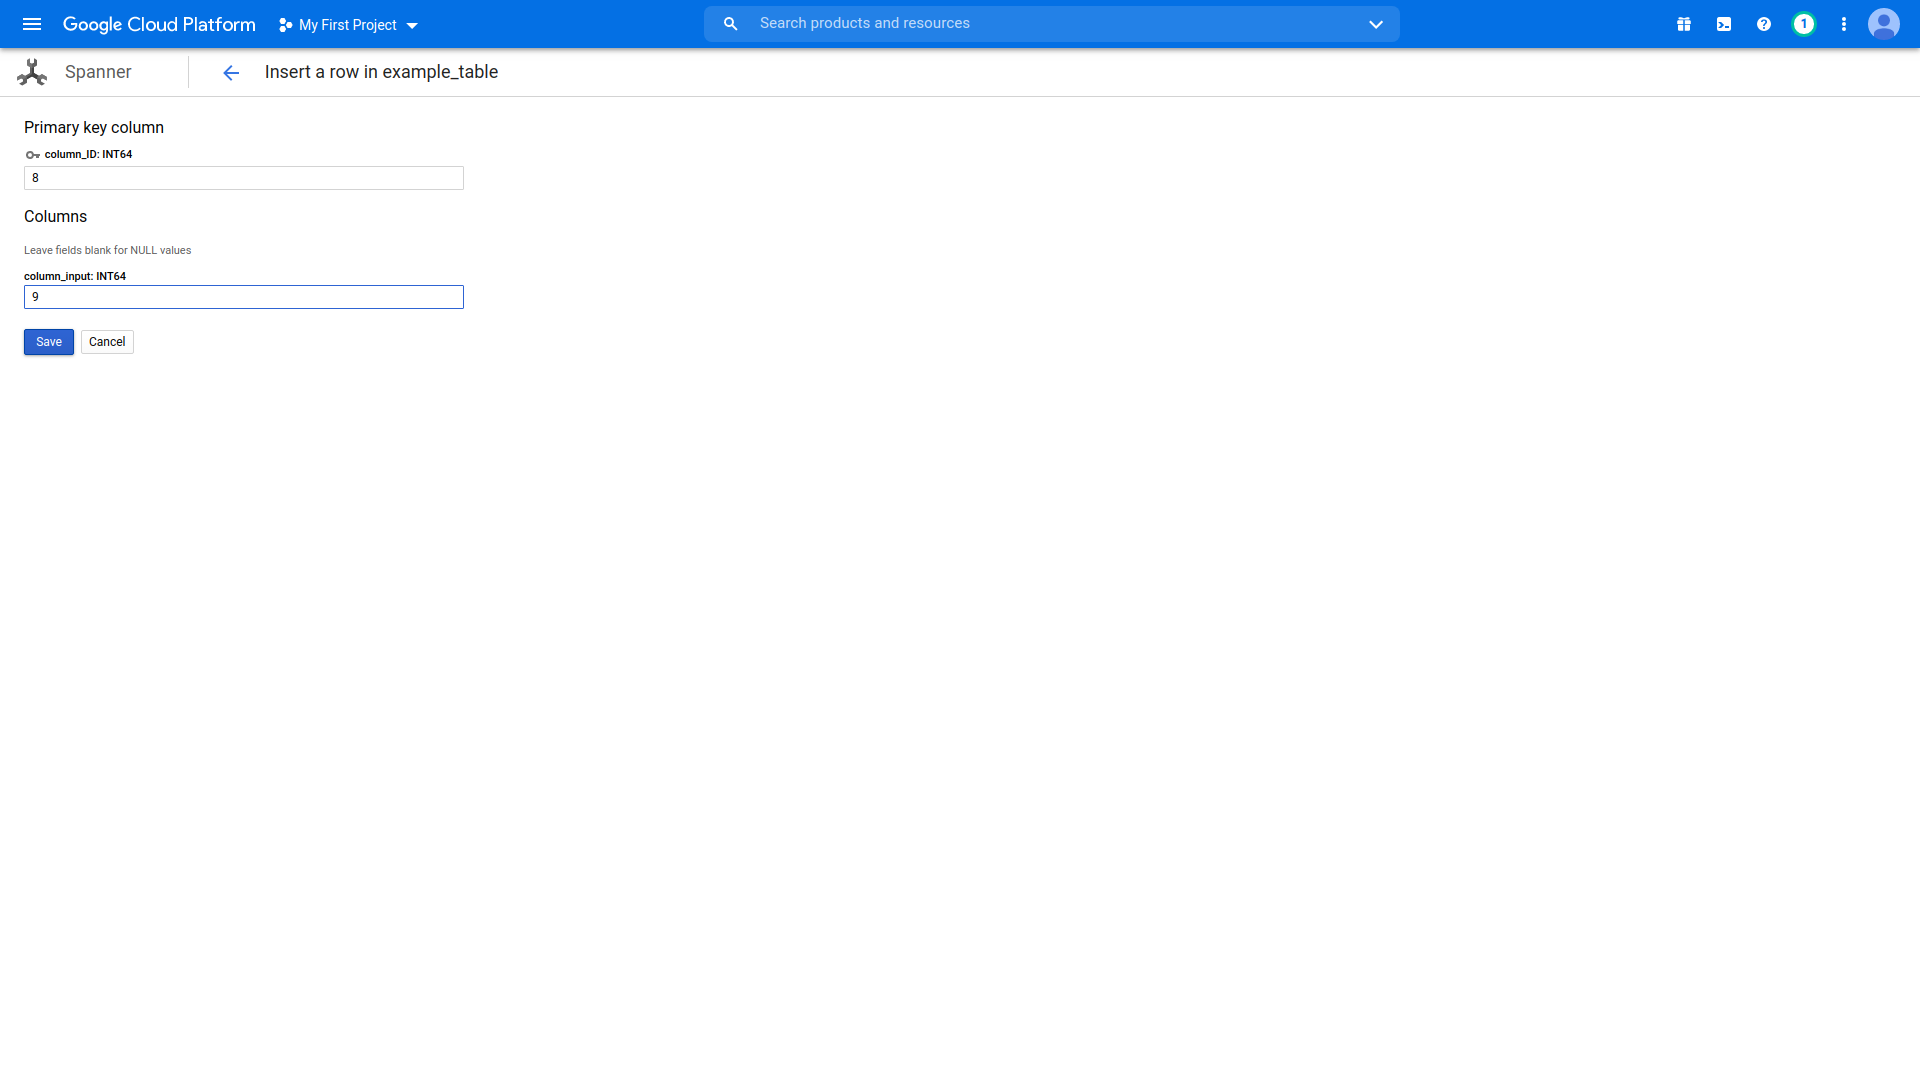 Google Cloud Platform
My First Project
Search products and resources
1
Spanner
Insert a row in example_table
Primary key column
column_ID: INT64
8
Columns
Leave fields blank for NULL values
column_input: INT64
9
Save Cancel